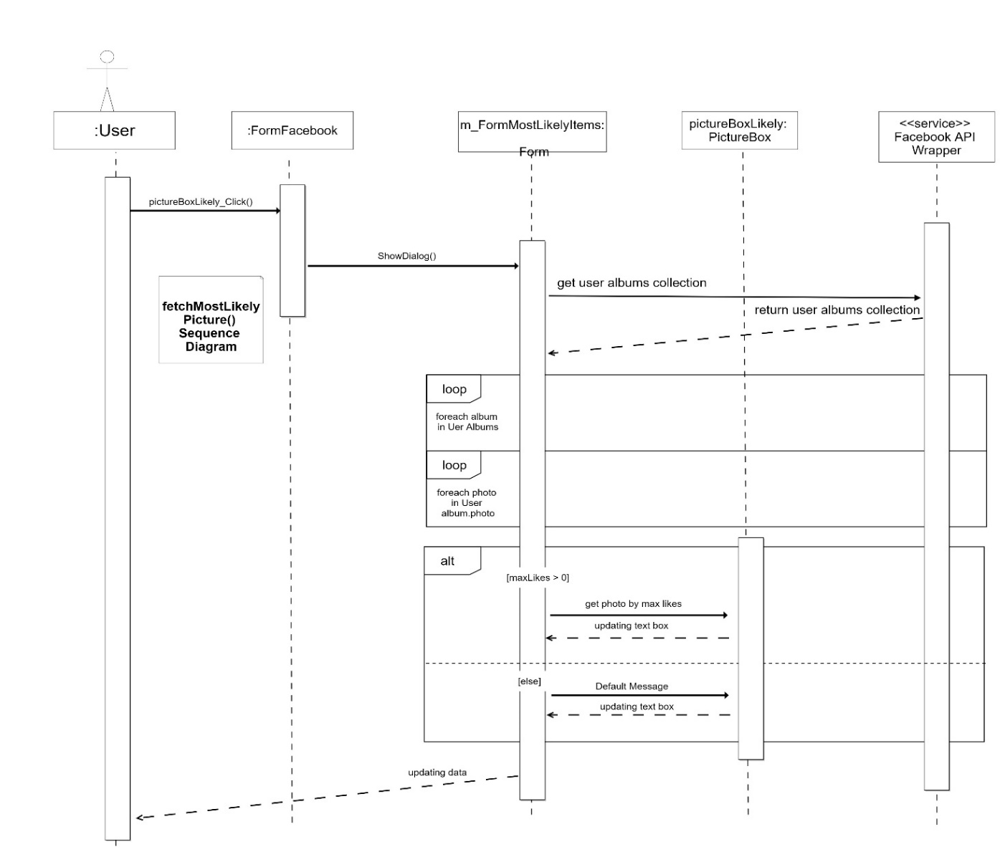 :User
:FormFacebook
m_FormMostLikelyItems:
Form
pictureBoxLikely:
PictureBox
<<service>>
Facebook API
Wrapper
pictureBoxLikely_Click()
ShowDialog()
get user albums collection
return user albums collection
fetchMostLikely
Picture()
Sequence
Diagram
loop
foreach album
in Uer Albums
loop
foreach photo
in User
album.photo
alt
[maxLikes > 0]
get photo by max likes
updating text box
[else]
Default Message
updating text box
updating data